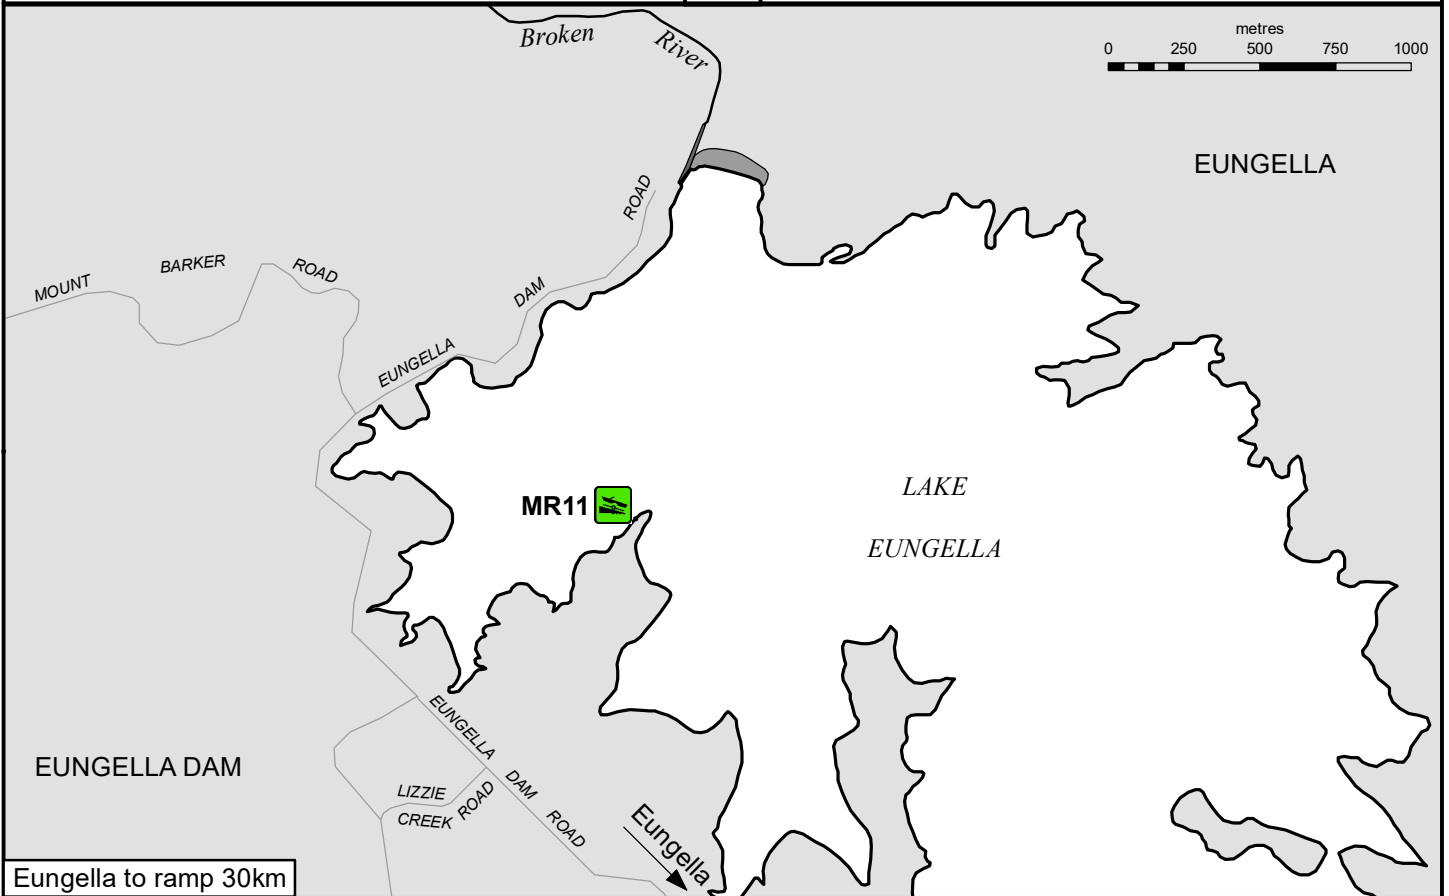 Broken
River
metres
0 250 500 750 1000
EUNGELLA
ROAD
DAM
EUNGELLA
MOUNT BARKER ROAD
MR11
LAKE
EUNGELLA
EUNGELLA DAM ROAD
EUNGELLA DAM
LIZZIE
CREEK ROAD
Eungella
Eungella to ramp 30km